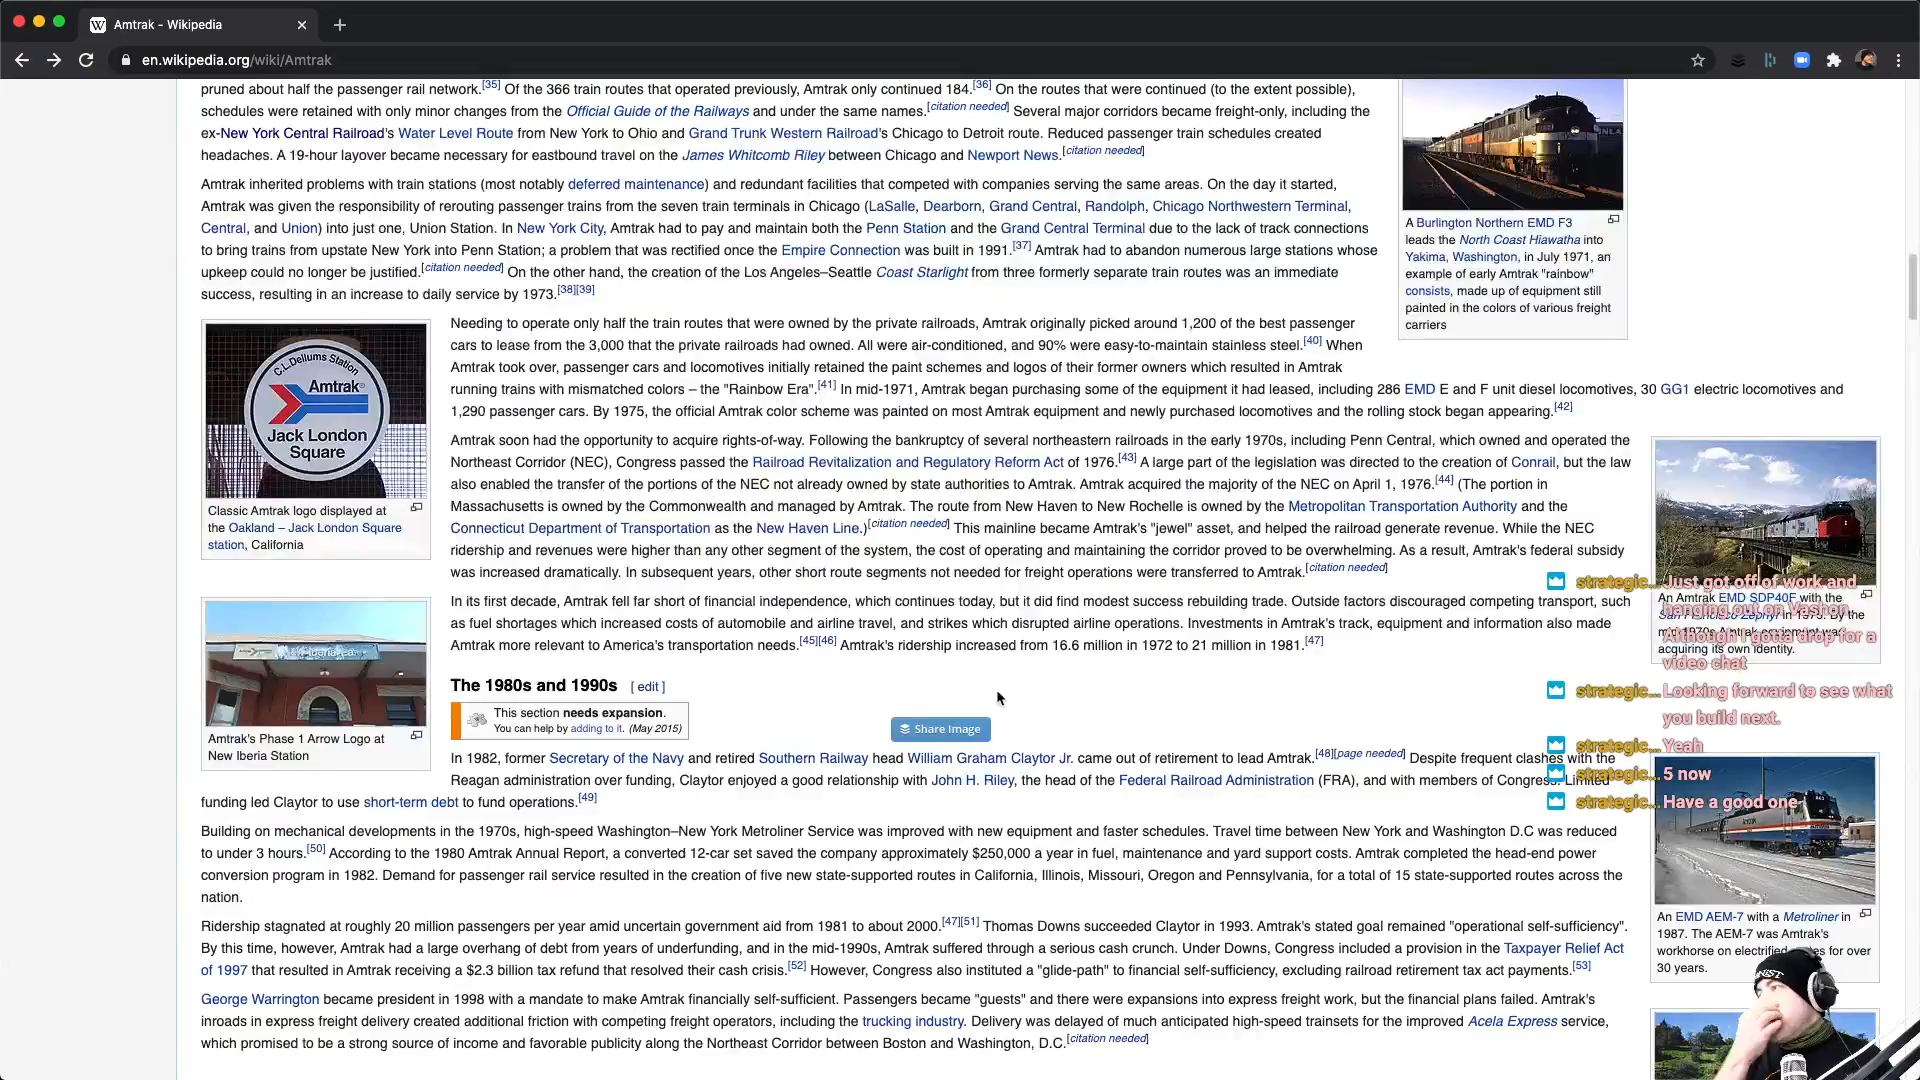 Amtrak - Wikipedia
en.wikipedia.org/wiki/Amtrak
pruned about half the passenger rail network.[35] Of the 366 train routes that operated previously, Amtrak only continued 184.[36] On the routes that were continued (to the extent possible),
schedules were retained with only minor changes from the Official Guide of the Railways and under the same names.[citation needed] Several major corridors became freight-only, including the
ex-New York Central Railroad's Water Level Route from New York to Ohio and Grand Trunk Western Railroad's Chicago to Detroit route. Reduced passenger train schedules created
headaches. A 19-hour layover became necessary for eastbound travel on the James Whitcomb Riley between Chicago and Newport News.[citation needed]
Amtrak inherited problems with train stations (most notably deferred maintenance) and redundant facilities that competed with companies serving the same areas. On the day it started,
Amtrak was given the responsibility of rerouting passenger trains from the seven train terminals in Chicago (LaSalle, Dearborn, Grand Central, Randolph, Chicago Northwestern Terminal,
Central, and Union) into just one, Union Station. In New York City, Amtrak had to pay and maintain both the Penn Station and the Grand Central Terminal due to the lack of track connections
to bring trains from upstate New York into Penn Station; a problem that was rectified once the Empire Connection was built in 1991.[37] Amtrak had to abandon numerous large stations whose
upkeep could no longer be justified.[citation needed] On the other hand, the creation of the Los Angeles–Seattle Coast Starlight from three formerly separate train routes was an immediate
success, resulting in an increase to daily service by 1973.[38][39]
A Burlington Northern EMD F3
leads the North Coast Hiawatha into
Yakima, Washington, in July 1971, an
example of early Amtrak "rainbow"
consists, made up of equipment still
painted in the colors of various freight
carriers
C.L. Dellums Station
Amtrak®
Jack London
Square
Classic Amtrak logo displayed at
the Oakland – Jack London Square
station, California
Needing to operate only half the train routes that were owned by the private railroads, Amtrak originally picked around 1,200 of the best passenger
cars to lease from the 3,000 that the private railroads had owned. All were air-conditioned, and 90% were easy-to-maintain stainless steel.[40] When
Amtrak took over, passenger cars and locomotives initially retained the paint schemes and logos of their former owners which resulted in Amtrak
running trains with mismatched colors – the "Rainbow Era".[41] In mid-1971, Amtrak began purchasing some of the equipment it had leased, including 286 EMD E and F unit diesel locomotives, 30 GG1 electric locomotives and
1,290 passenger cars. By 1975, the official Amtrak color scheme was painted on most Amtrak equipment and newly purchased locomotives and the rolling stock began appearing.[42]
Amtrak soon had the opportunity to acquire rights-of-way. Following the bankruptcy of several northeastern railroads in the early 1970s, including Penn Central, which owned and operated the
Northeast Corridor (NEC), Congress passed the Railroad Revitalization and Regulatory Reform Act of 1976.[43] A large part of the legislation was directed to the creation of Conrail, but the law
also enabled the transfer of the portions of the NEC not already owned by state authorities to Amtrak. Amtrak acquired the majority of the NEC on April 1, 1976.[44] (The portion in
Massachusetts is owned by the Commonwealth and managed by Amtrak. The route from New Haven to New Rochelle is owned by the Metropolitan Transportation Authority and the
Connecticut Department of Transportation as the New Haven Line.)[citation needed] This mainline became Amtrak's "jewel" asset, and helped the railroad generate revenue. While the NEC
ridership and revenues were higher than any other segment of the system, the cost of operating and maintaining the corridor proved to be overwhelming. As a result, Amtrak's federal subsidy
was increased dramatically. In subsequent years, other short route segments not needed for freight operations were transferred to Amtrak.[citation needed]
An Amtrak EMD SDP40F with the
San Francisco Zephyr in 1975. By the
acquiring its own identity.
Amtrak's Phase 1 Arrow Logo at
New Iberia Station
In its first decade, Amtrak fell far short of financial independence, which continues today, but it did find modest success rebuilding trade. Outside factors discouraged competing transport, such
as fuel shortages which increased costs of automobile and airline travel, and strikes which disrupted airline operations. Investments in Amtrak's track, equipment and information also made
Amtrak more relevant to America's transportation needs.[45][46] Amtrak's ridership increased from 16.6 million in 1972 to 21 million in 1981.[47]
The 1980s and 1990s [ edit ]
This section needs expansion.
You can help by adding to it. (May 2015)
Share Image
In 1982, former Secretary of the Navy and retired Southern Railway head William Graham Claytor Jr. came out of retirement to lead Amtrak.[48][page needed] Despite frequent clashes with the
Reagan administration over funding, Claytor enjoyed a good relationship with John H. Riley, the head of the Federal Railroad Administration (FRA), and with members of Congress. Limited
funding led Claytor to use short-term debt to fund operations.[49]
Building on mechanical developments in the 1970s, high-speed Washington–New York Metroliner Service was improved with new equipment and faster schedules. Travel time between New York and Washington D.C was reduced
to under 3 hours.[50] According to the 1980 Amtrak Annual Report, a converted 12-car set saved the company approximately $250,000 a year in fuel, maintenance and yard support costs. Amtrak completed the head-end power
conversion program in 1982. Demand for passenger rail service resulted in the creation of five new state-supported routes in California, Illinois, Missouri, Oregon and Pennsylvania, for a total of 15 state-supported routes across the
nation.
Ridership stagnated at roughly 20 million passengers per year amid uncertain government aid from 1981 to about 2000.[47][51] Thomas Downs succeeded Claytor in 1993. Amtrak's stated goal remained "operational self-sufficiency".
By this time, however, Amtrak had a large overhang of debt from years of underfunding, and in the mid-1990s, Amtrak suffered through a serious cash crunch. Under Downs, Congress included a provision in the Taxpayer Relief Act
of 1997 that resulted in Amtrak receiving a $2.3 billion tax refund that resolved their cash crisis.[52] However, Congress also instituted a "glide-path" to financial self-sufficiency, excluding railroad retirement tax act payments.[53]
George Warrington became president in 1998 with a mandate to make Amtrak financially self-sufficient. Passengers became "guests" and there were expansions into express freight work, but the financial plans failed. Amtrak's
inroads in express freight delivery created additional friction with competing freight operators, including the trucking industry. Delivery was delayed of much anticipated high-speed trainsets for the improved Acela Express service,
which promised to be a strong source of income and favorable publicity along the Northeast Corridor between Boston and Washington, D.C.[citation needed]
strategic... Just got off of work and
hanging out on Vashon
Although I gotta drop for a
video chat
strategic... Looking forward to see what
you build next.
strategic... Yeah
strategic... 5 now
strategic... Have a good one
An EMD AEM-7 with a Metroliner in
1987. The AEM-7 was Amtrak's
workhorse on electrified lines for over
30 years.